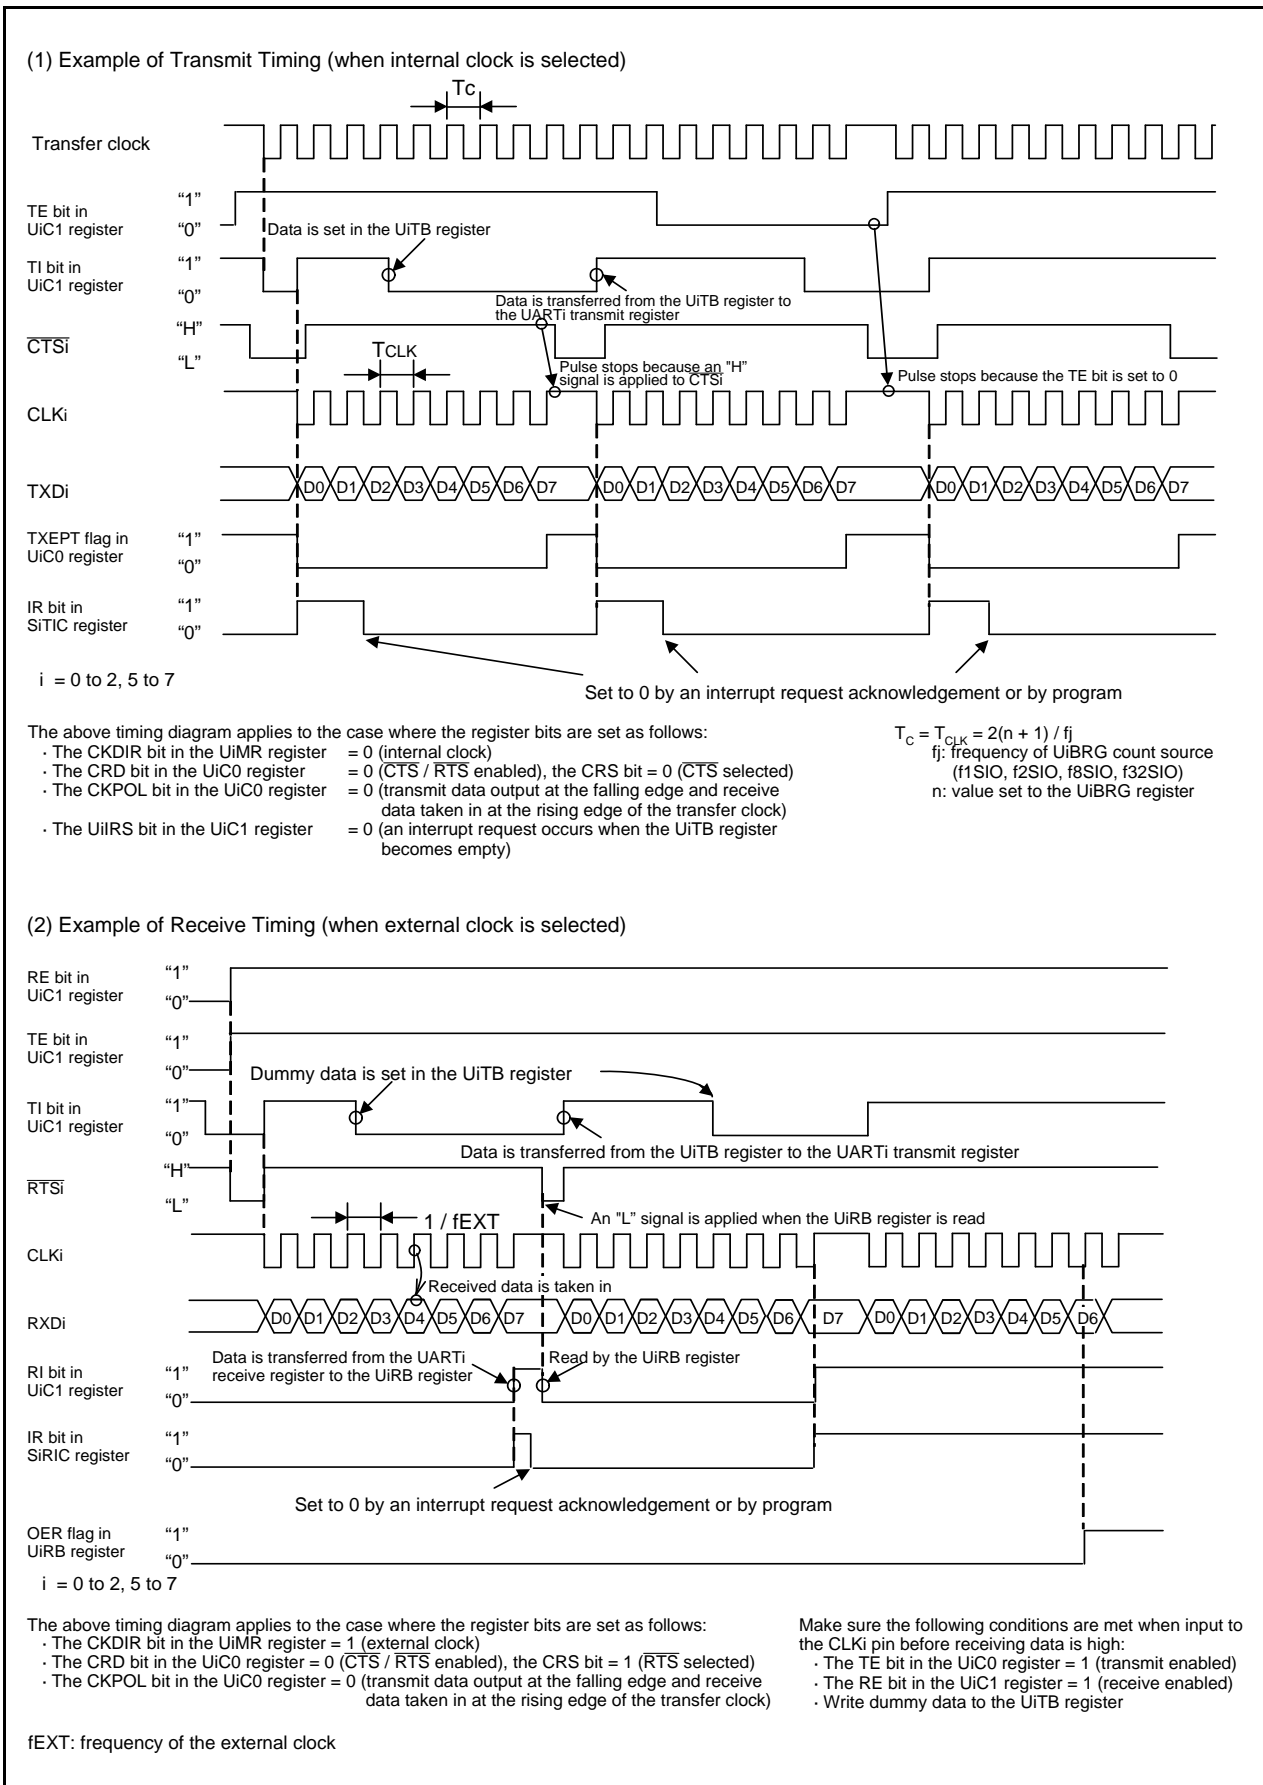 (1) Example of Transmit Timing (when internal clock is selected)
Tc
Transfer clock
TE bit in
UiC1 register
“1”
“0”
Data is set in the UiTB register
TI bit in
UiC1 register
“1”
“0”
Data is transferred from the UiTB register to
the UARTi transmit register
CTSi
“H”
“L”
TCLK
Pulse stops because an "H"
signal is applied to CTSi
Pulse stops because the TE bit is set to 0
CLKi
TXDi
D0 D1 D2 D3 D4 D5 D6 D7 D0 D1 D2 D3 D4 D5 D6 D7 D0 D1 D2 D3 D4 D5 D6 D7
TXEPT flag in
UiC0 register
“1”
“0”
IR bit in
SiTIC register
“1”
“0”
i = 0 to 2, 5 to 7
Set to 0 by an interrupt request acknowledgement or by program
The above timing diagram applies to the case where the register bits are set as follows:
· The CKDIR bit in the UiMR register = 0 (internal clock)
· The CRD bit in the UiC0 register = 0 (CTS / RTS enabled), the CRS bit = 0 (CTS selected)
· The CKPOL bit in the UiC0 register = 0 (transmit data output at the falling edge and receive
data taken in at the rising edge of the transfer clock)
· The UiIRS bit in the UiC1 register = 0 (an interrupt request occurs when the UiTB register
becomes empty)
TC = TCLK = 2(n + 1) / fj
fj: frequency of UiBRG count source
(f1SIO, f2SIO, f8SIO, f32SIO)
n: value set to the UiBRG register
(2) Example of Receive Timing (when external clock is selected)
RE bit in
UiC1 register
“1”
“0”
TE bit in
UiC1 register
“1”
“0”
Dummy data is set in the UiTB register
TI bit in
UiC1 register
“1”
“0”
Data is transferred from the UiTB register to the UARTi transmit register
RTSi
“H”
“L”
1 / fEXT
An "L" signal is applied when the UiRB register is read
CLKi
Received data is taken in
RXDi
D0 D1 D2 D3 D4 D5 D6 D7 D0 D1 D2 D3 D4 D5 D6 D7 D0 D1 D2 D3 D4 D5 D6
Data is transferred from the UARTi
receive register to the UiRB register
Read by the UiRB register
RI bit in
UiC1 register
“1”
“0”
IR bit in
SiRIC register
“1”
“0”
Set to 0 by an interrupt request acknowledgement or by program
OER flag in
UiRB register
“1”
“0”
i = 0 to 2, 5 to 7
The above timing diagram applies to the case where the register bits are set as follows:
· The CKDIR bit in the UiMR register = 1 (external clock)
· The CRD bit in the UiC0 register = 0 (CTS / RTS enabled), the CRS bit = 1 (RTS selected)
· The CKPOL bit in the UiC0 register = 0 (transmit data output at the falling edge and receive
data taken in at the rising edge of the transfer clock)
Make sure the following conditions are met when input to
the CLKi pin before receiving data is high:
· The TE bit in the UiC0 register = 1 (transmit enabled)
· The RE bit in the UiC1 register = 1 (receive enabled)
· Write dummy data to the UiTB register
fEXT: frequency of the external clock